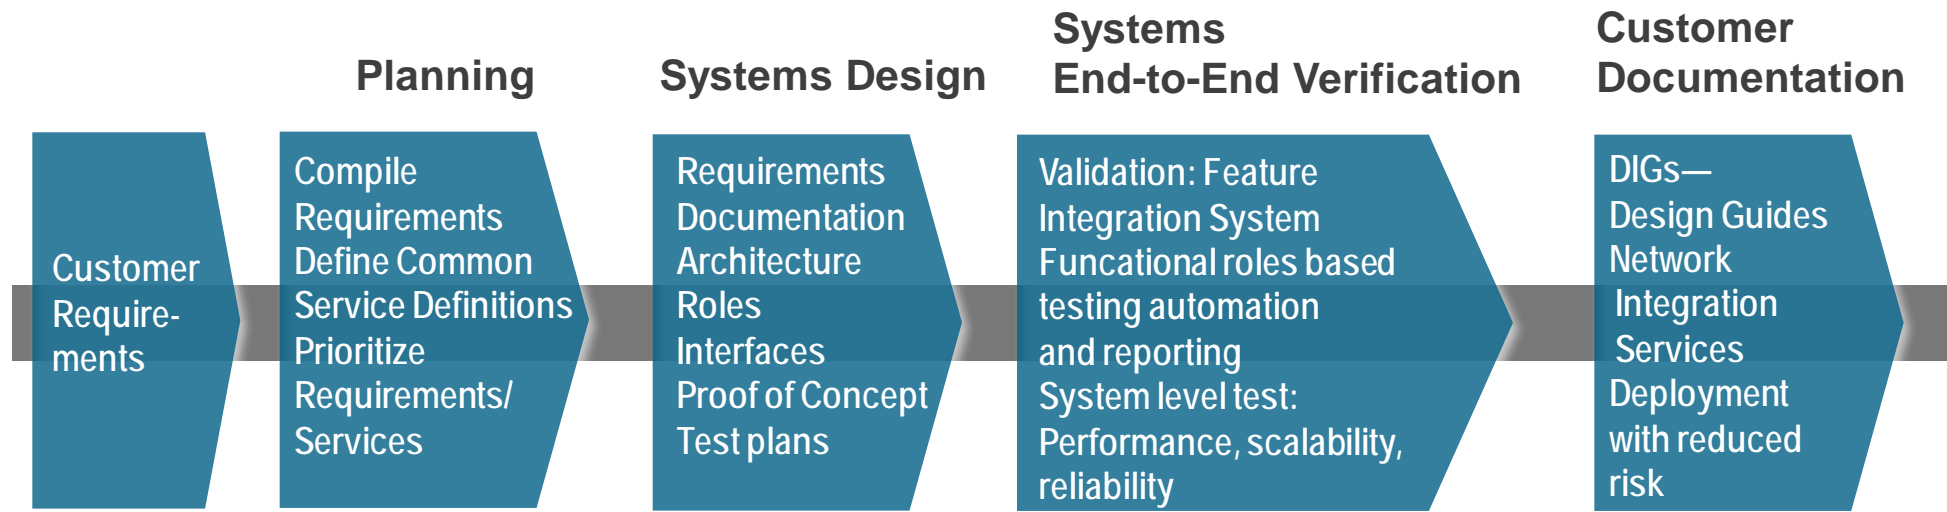 Planning
Systems Design
Systems
End-to-End Verification
Customer
Documentation
Customer
Require-
ments
Compile
Requirements
Define Common
Service Definitions
Prioritize
Requirements/
Services
Requirements
Documentation
Architecture
Roles
Interfaces
Proof of Concept
Test plans
Validation: Feature
Integration System
Funcational roles based
testing automation
and reporting
System level test:
Performance, scalability,
reliability
DIGs—
Design Guides
Network
Integration
Services
Deployment
with reduced
risk